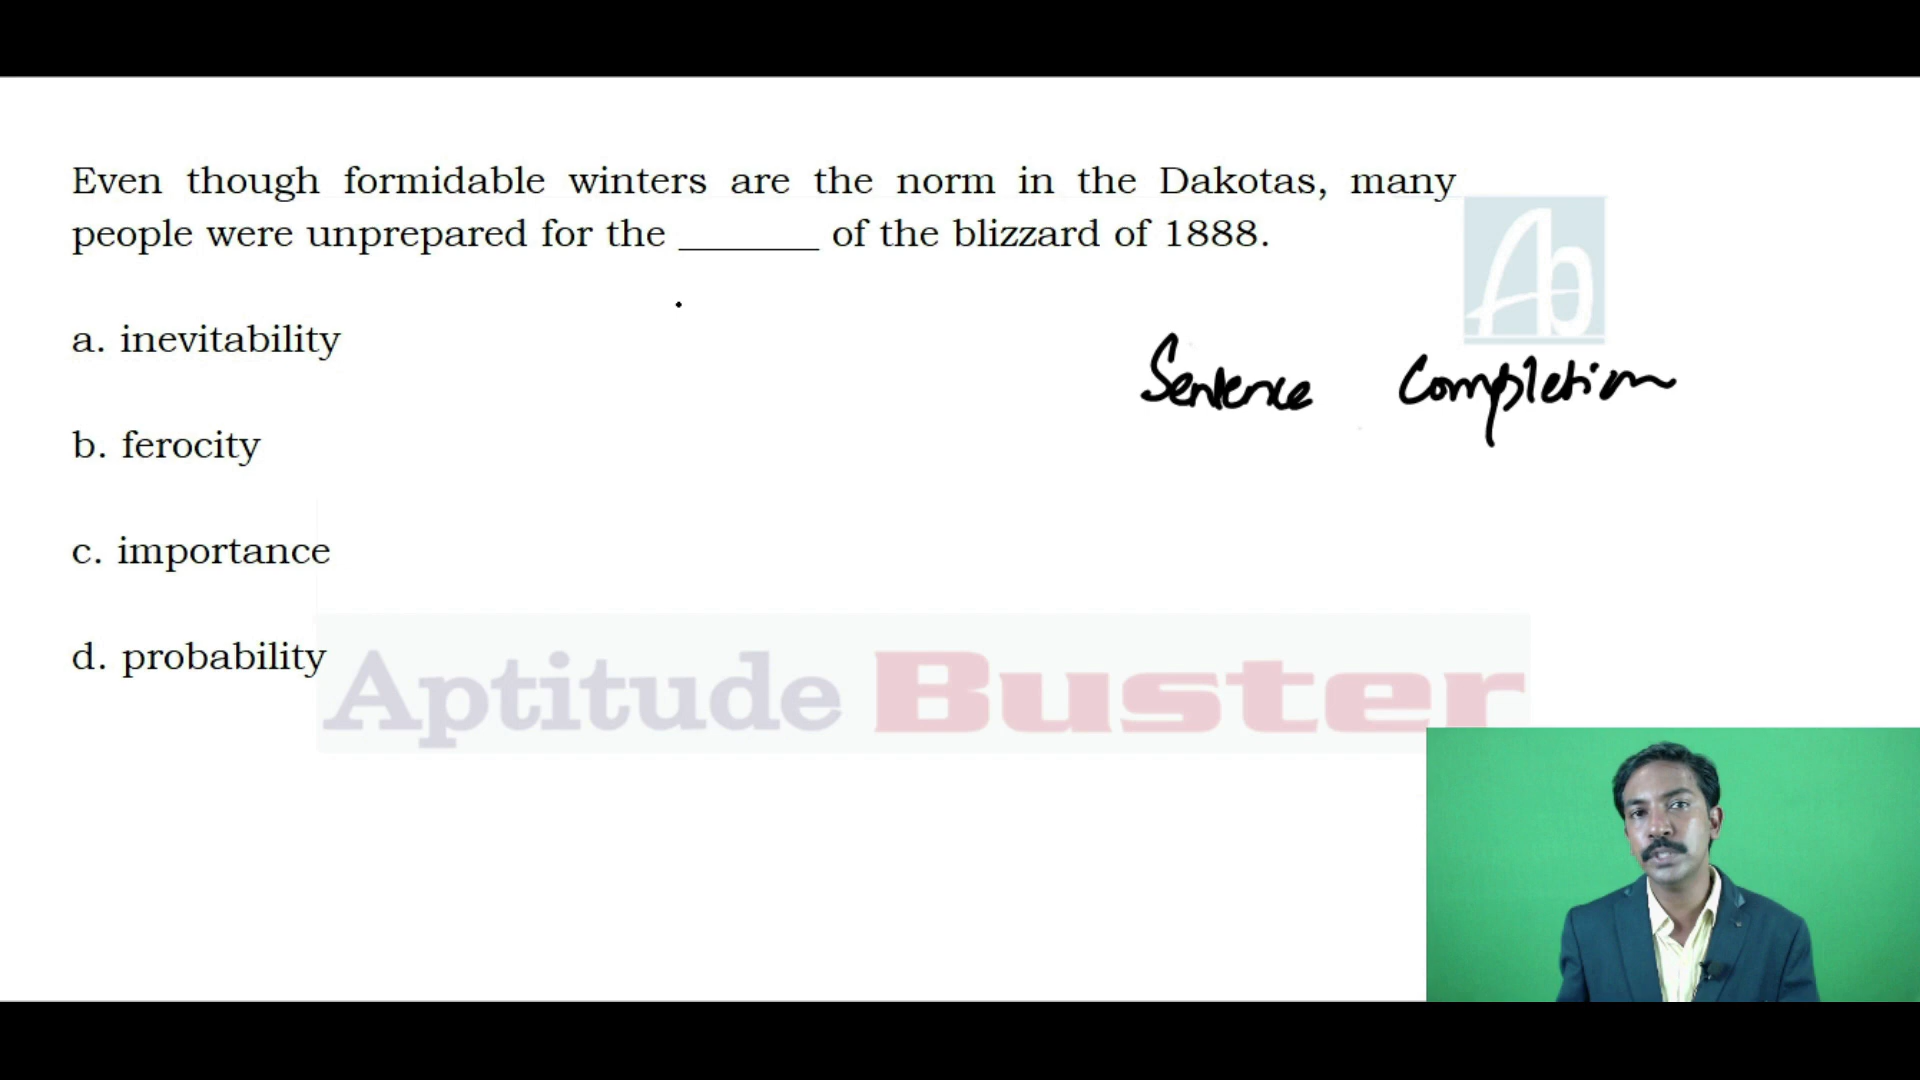 Even though formidable winters are the norm in the Dakotas, many
people were unprepared for the _______ of the blizzard of 1888.
Ab
a. inevitability
Sentence Completion
b. ferocity
c. importance
d. probability
Aptitude Buster